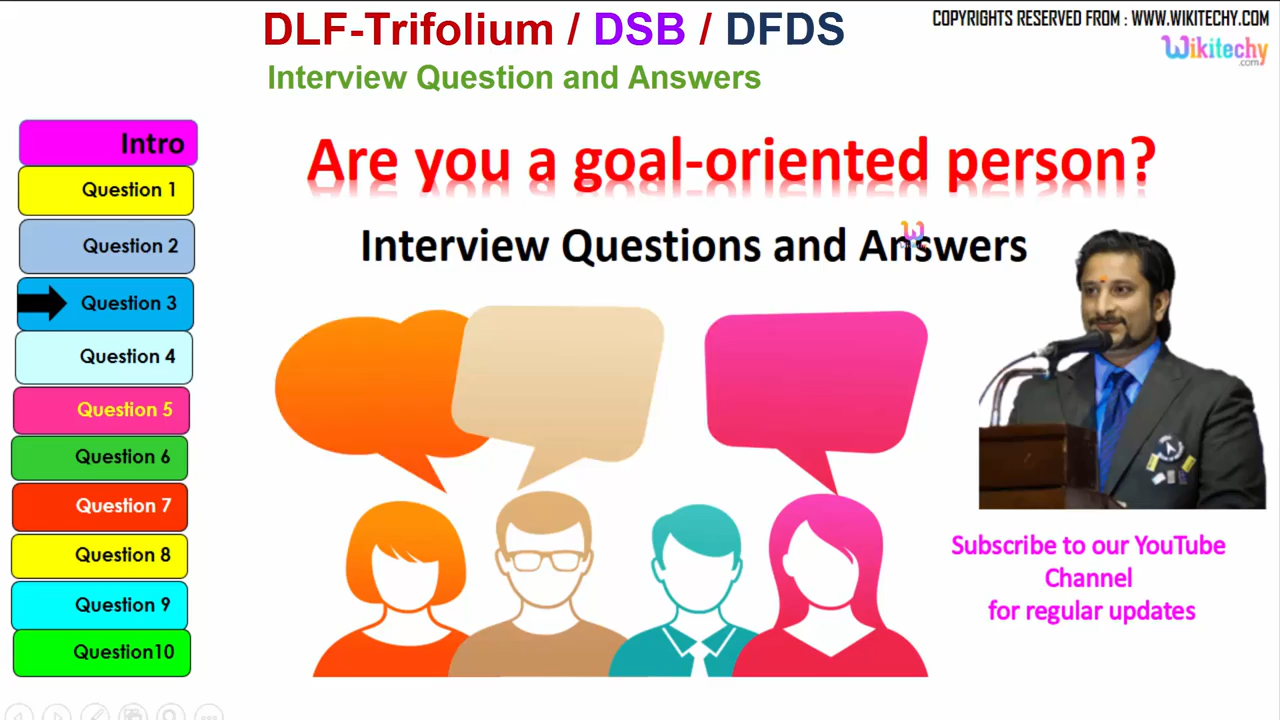 DLF-Trifolium / DSB / DFDS
COPYRIGHTS RESERVED FROM : WWW.WIKITECHY.COM
Wikitechy
.com
Interview Question and Answers
Intro
Question 1
Question 2
Question 3
Question 4
Question 5
Question 6
Question 7
Question 8
Question 9
Question10
Are you a goal-oriented person?
Interview Questions and Answers
Subscribe to our YouTube
Channel
for regular updates